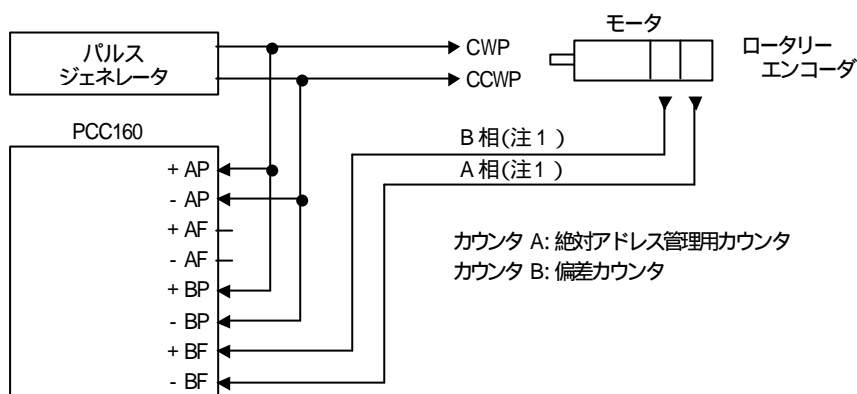 パルス
ジェネレータ
CWP
CCWP
モータ
ロータリー
エンコーダ
PCC160
+ AP
- AP
+ AF
- AF
+ BP
- BP
+ BF
- BF
B 相(注1 )
A 相(注1 )
カウンタ A: 絶対アドレス管理用カウンタ
カウンタ B: 偏差カウンタ